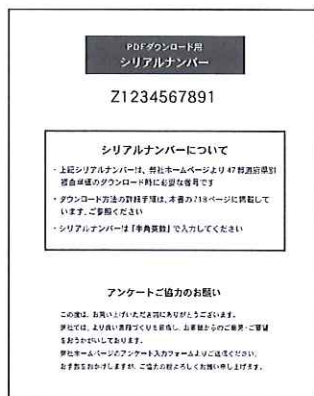 PDFダウンロード用
シリアルナンバー
Z1234567891
シリアルナンバーについて
・上記シリアルナンバーは、弊社ホームページより47都道府県別
複合単価のダウンロード時に必要な番号です
・ダウンロード方法の詳細手順は、本書の718ページに掲載して
います。ご参照ください
・シリアルナンバーは「半角英数」で入力してください
アンケートご協力のお願い
この度は、お買い上げいただき誠にありがとうございます。
弊社では、より良い書籍づくりを目指し、お客様からのご意見・ご要望
をおうかがいしております。
弊社ホームページのアンケート入力フォームよりご送信ください。
お手数をおかけしますが、ご協力の程よろしくお願い申し上げます。